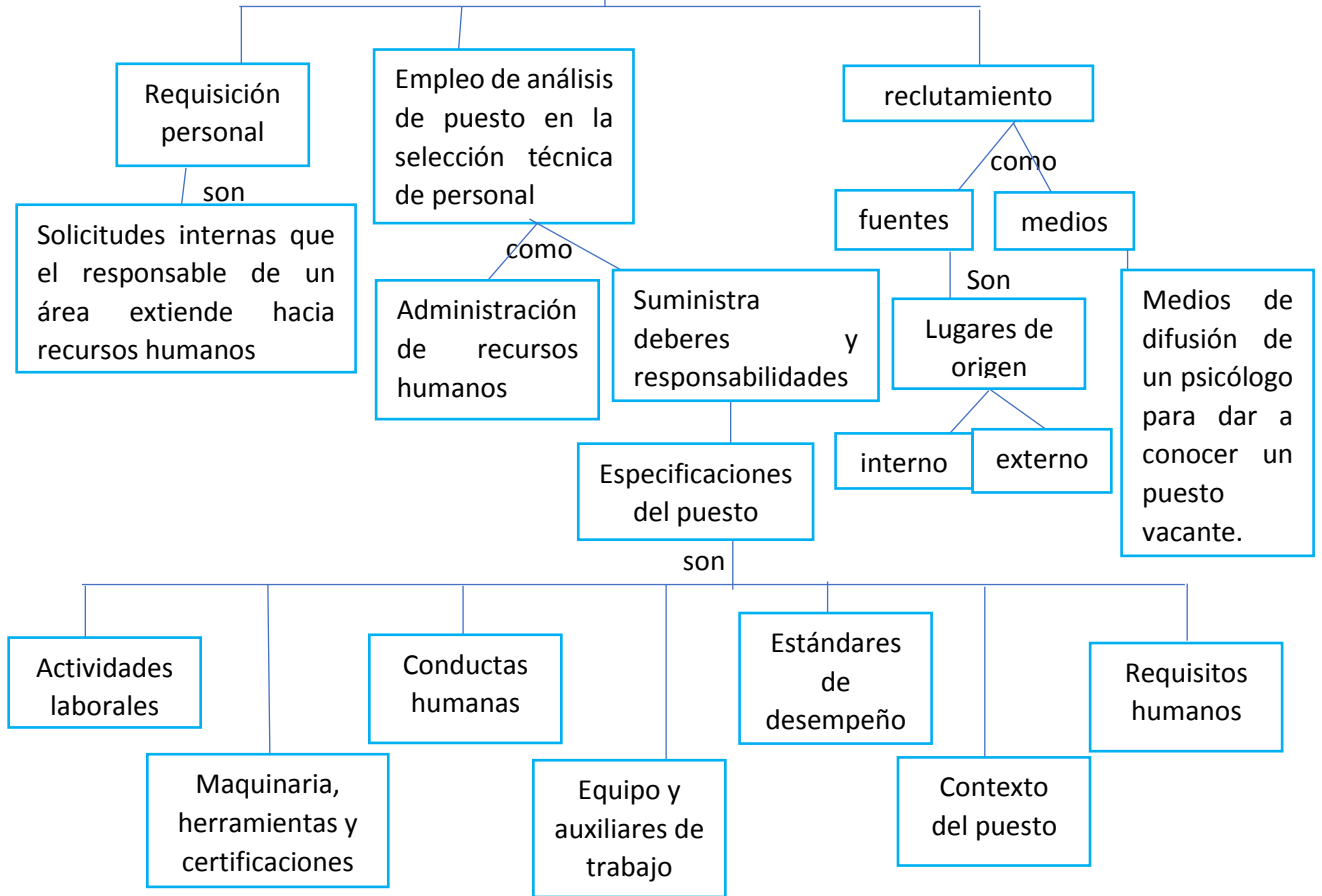 Requisición
personal
Empleo de análisis
de puesto en la
selección técnica
de personal
reclutamiento
son
como
Solicitudes internas que
el responsable de un
área extiende hacia
recursos humanos
fuentes
medios
como
Administración
de recursos
humanos
Suministra
deberes y
responsabilidades
Son
Lugares de
origen
Medios de
difusión de
un psicólogo
para dar a
conocer un
puesto
vacante.
interno
externo
Especificaciones
del puesto
son
Actividades
laborales
Conductas
humanas
Estándares
de
desempeño
Requisitos
humanos
Maquinaria,
herramientas y
certificaciones
Equipo y
auxiliares de
trabajo
Contexto
del puesto